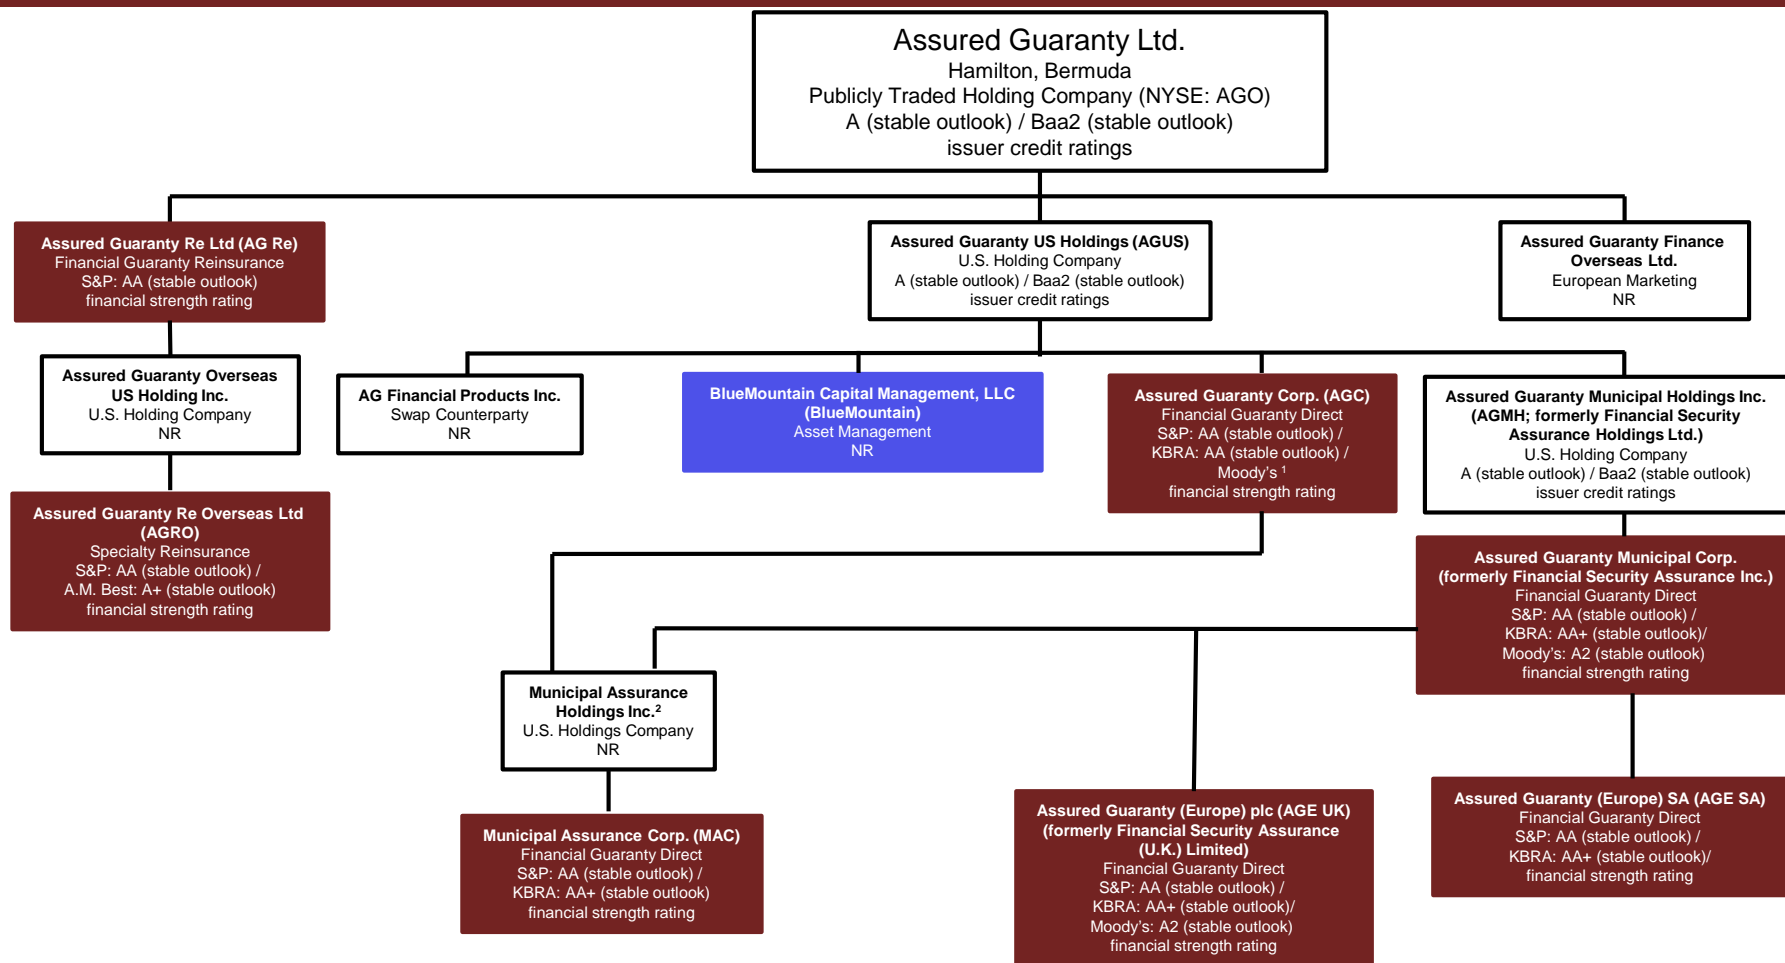 Assured Guaranty Ltd.
Hamilton, Bermuda
Publicly Traded Holding Company (NYSE: AGO)
A (stable outlook) / Baa2 (stable outlook)
issuer credit ratings
Assured Guaranty Re Ltd (AG Re)
Financial Guaranty Reinsurance
S&P: AA (stable outlook)
financial strength rating
Assured Guaranty US Holdings (AGUS)
U.S. Holding Company
A (stable outlook) / Baa2 (stable outlook)
issuer credit ratings
Assured Guaranty Finance
Overseas Ltd.
European Marketing
NR
Assured Guaranty Overseas
US Holding Inc.
U.S. Holding Company
NR
AG Financial Products Inc.
Swap Counterparty
NR
BlueMountain Capital Management, LLC
(BlueMountain)
Asset Management
NR
Assured Guaranty Corp. (AGC)
Financial Guaranty Direct
S&P: AA (stable outlook) /
KBRA: AA (stable outlook) /
Moody's ¹
financial strength rating
Assured Guaranty Municipal Holdings Inc.
(AGMH; formerly Financial Security
Assurance Holdings Ltd.)
U.S. Holding Company
A (stable outlook) / Baa2 (stable outlook)
issuer credit ratings
Assured Guaranty Re Overseas Ltd
(AGRO)
Specialty Reinsurance
S&P: AA (stable outlook) /
A.M. Best: A+ (stable outlook)
financial strength rating
Assured Guaranty Municipal Corp.
(formerly Financial Security Assurance Inc.)
Financial Guaranty Direct
S&P: AA (stable outlook) /
KBRA: AA+ (stable outlook)/
Moody's: A2 (stable outlook)
financial strength rating
Municipal Assurance
Holdings Inc.²
U.S. Holdings Company
NR
Municipal Assurance Corp. (MAC)
Financial Guaranty Direct
S&P: AA (stable outlook) /
KBRA: AA+ (stable outlook)
financial strength rating
Assured Guaranty (Europe) plc (AGE UK)
(formerly Financial Security Assurance
(U.K.) Limited)
Financial Guaranty Direct
S&P: AA (stable outlook) /
KBRA: AA+ (stable outlook)/
Moody's: A2 (stable outlook)
financial strength rating
Assured Guaranty (Europe) SA (AGE SA)
Financial Guaranty Direct
S&P: AA (stable outlook) /
KBRA: AA+ (stable outlook)/
financial strength rating